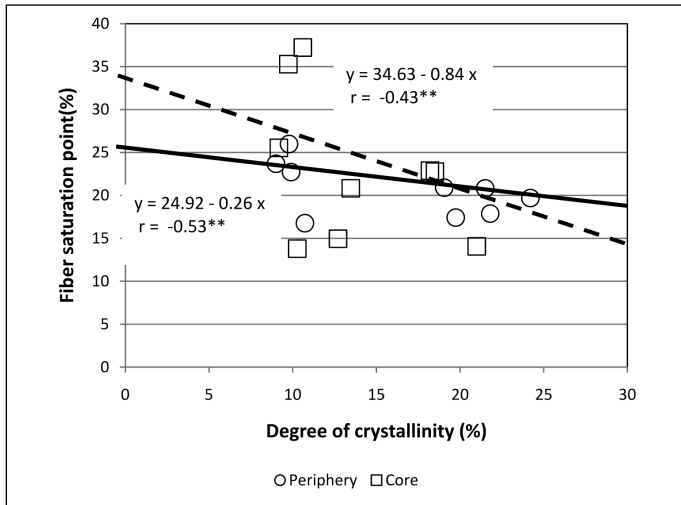 40
35
30
25
20
15
10
5
0
Fiber saturation point(%)
y = 34.63 - 0.84 x
r = -0.43**
y = 24.92 - 0.26 x
r = -0.53**
0 5 10 15 20 25 30
Degree of crystallinity (%)
Periphery Core